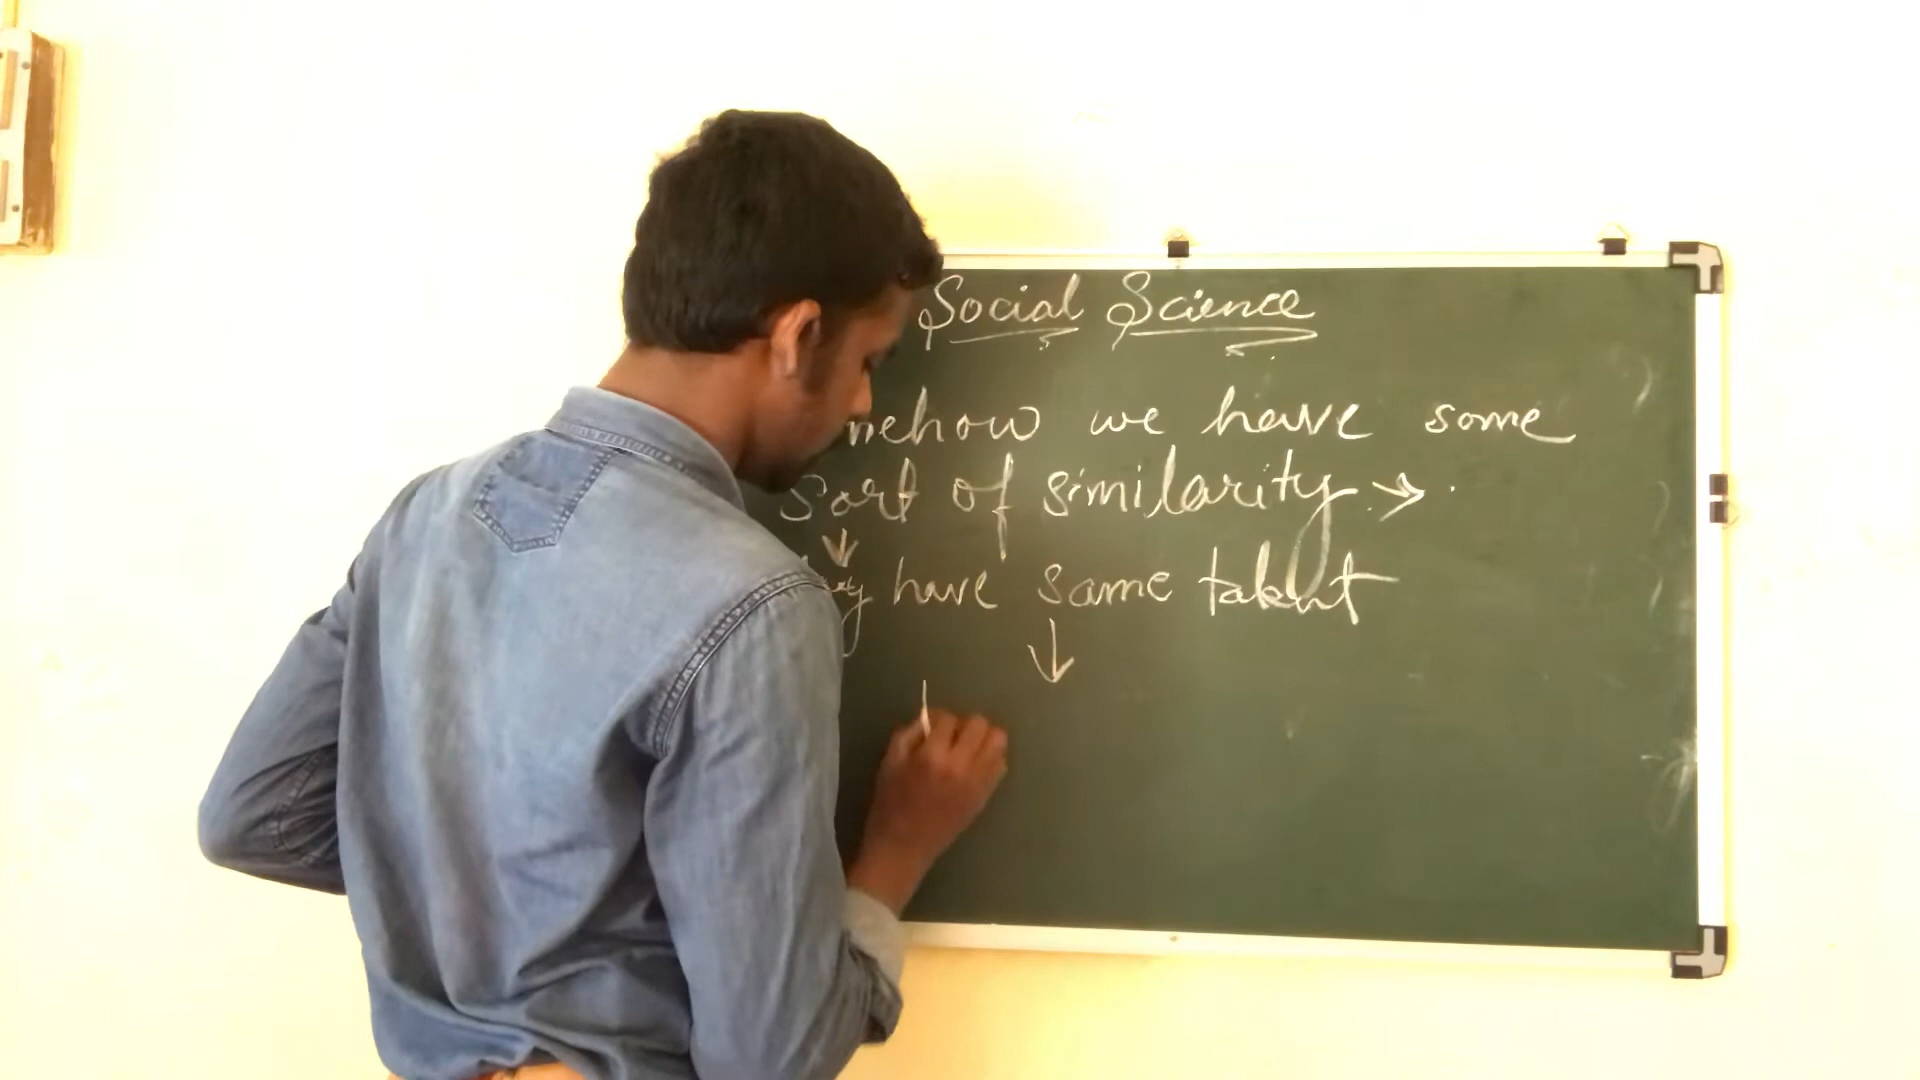 Social Science
mehow we have some
sort of similarity →
↓
have same talent
↓